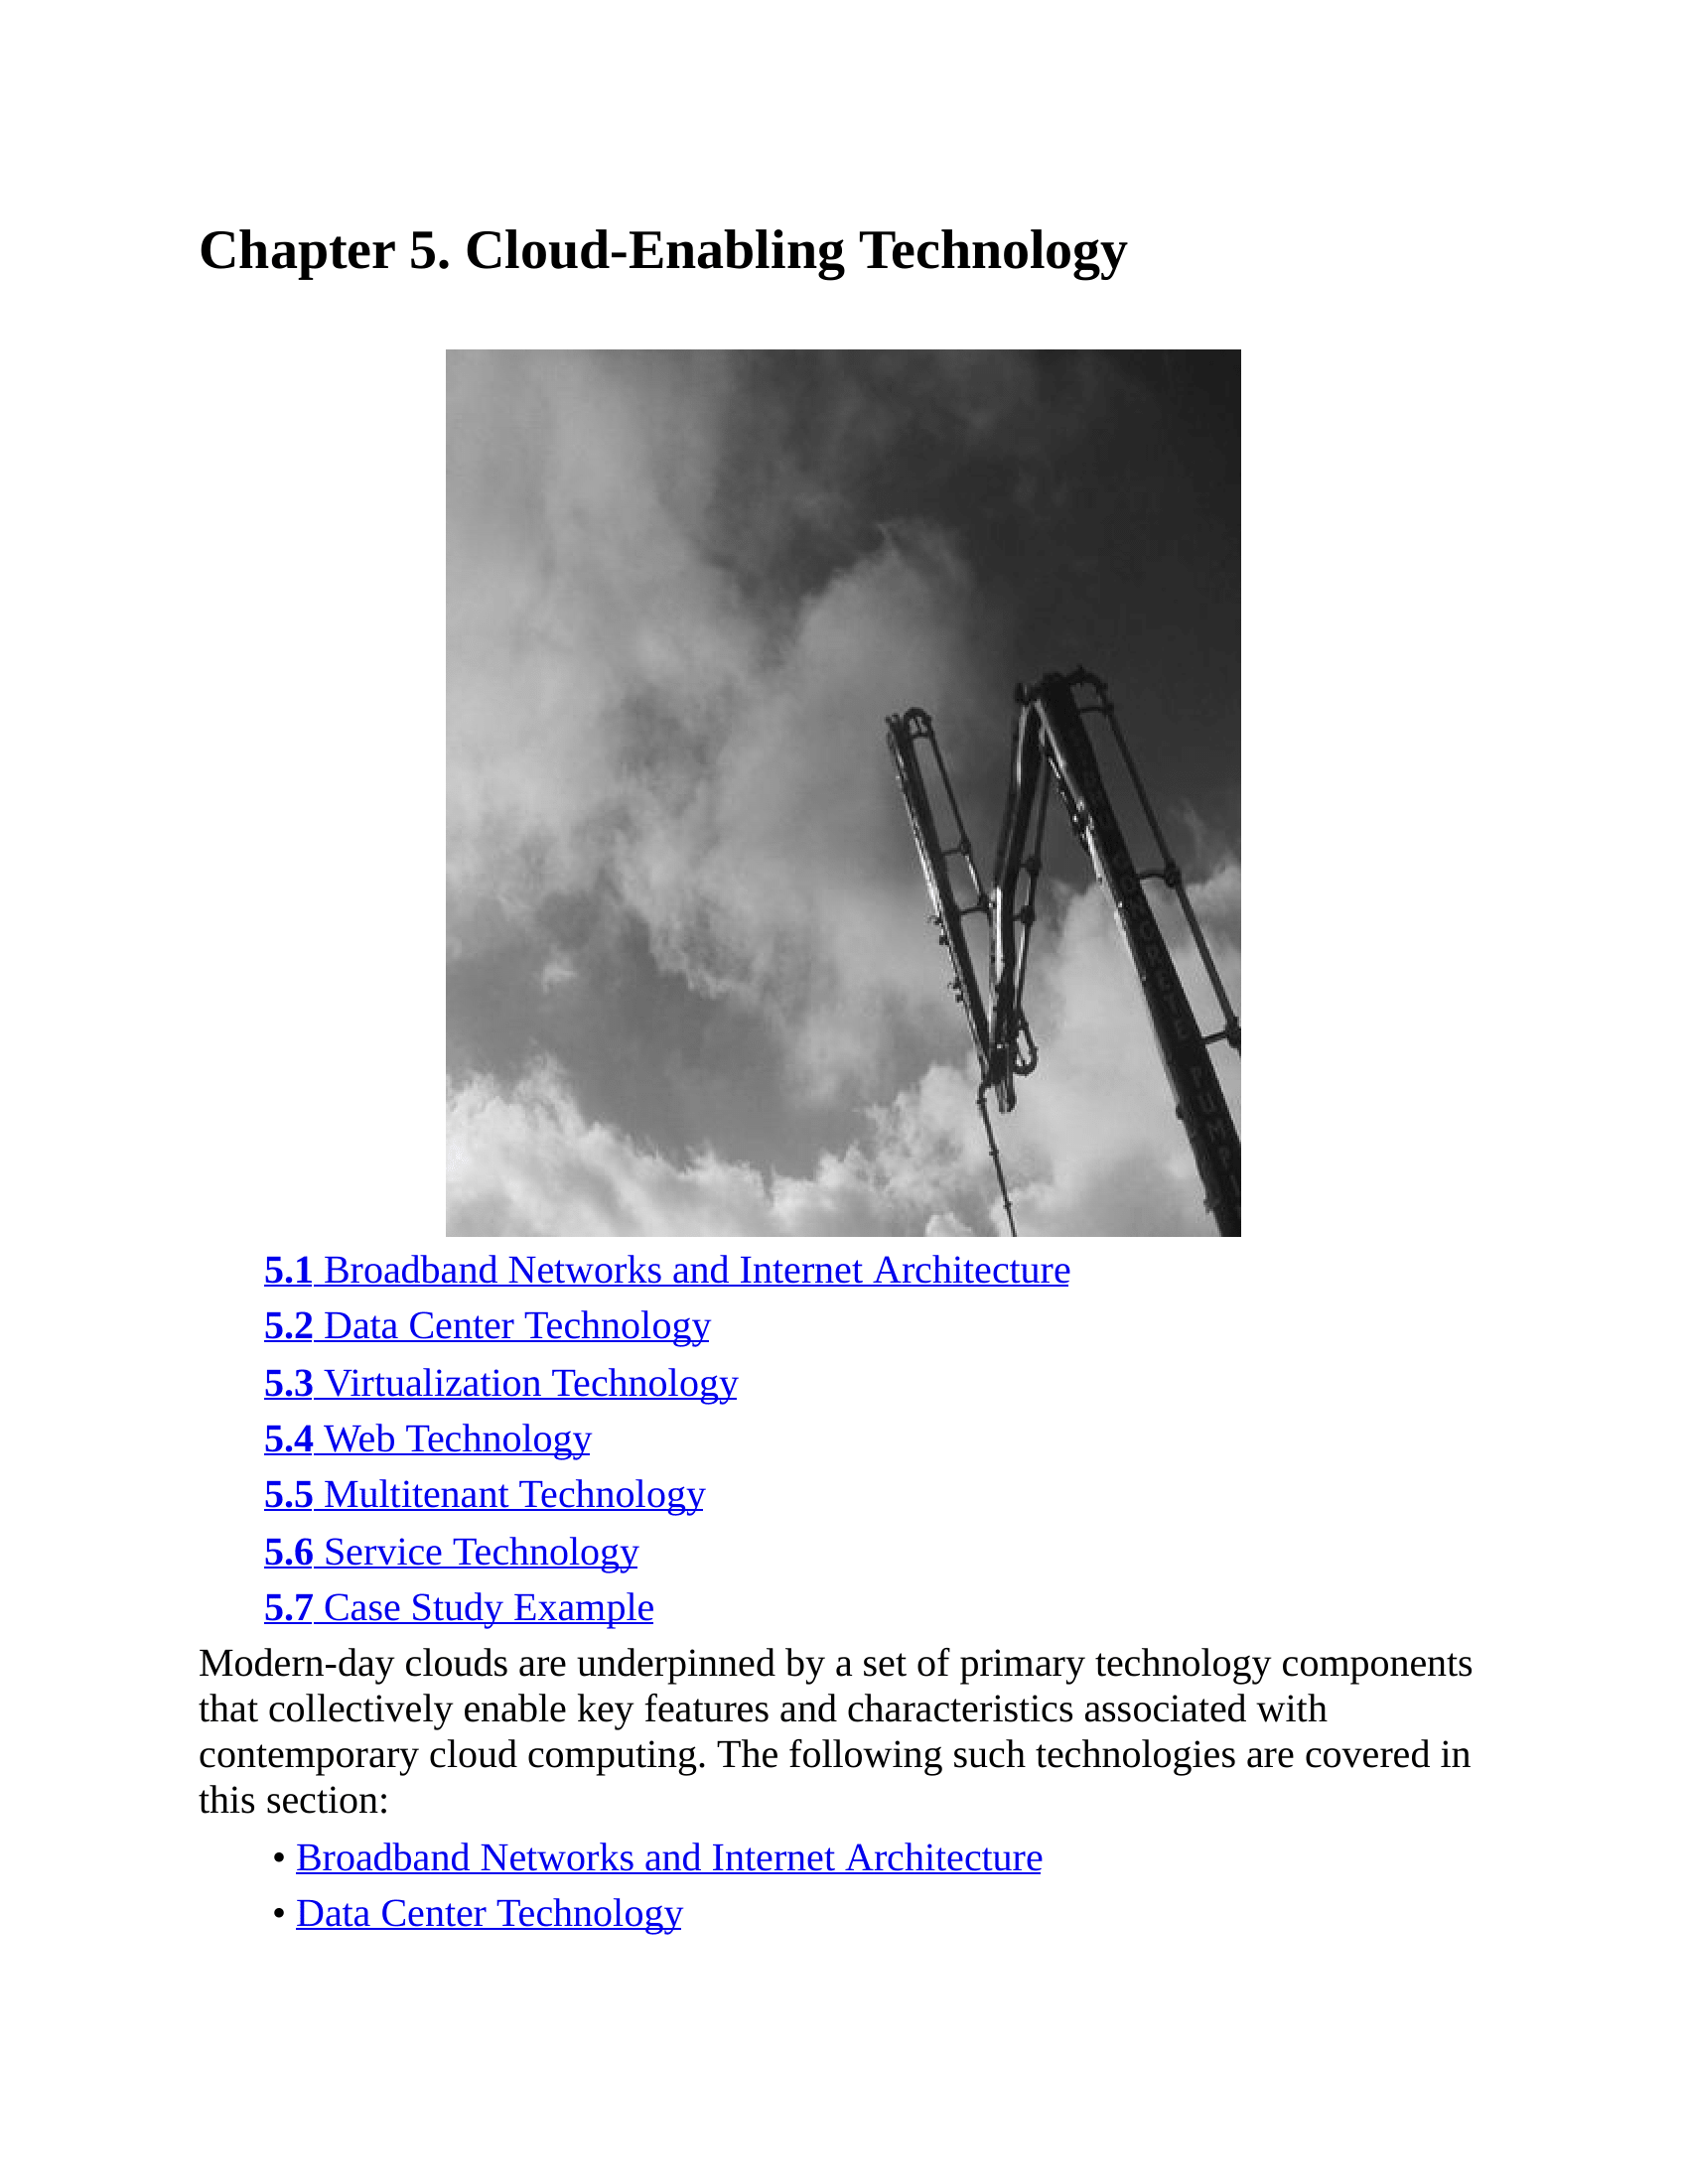 Chapter 5. Cloud-Enabling Technology
5.1 Broadband Networks and Internet Architecture
5.2 Data Center Technology
5.3 Virtualization Technology
5.4 Web Technology
5.5 Multitenant Technology
5.6 Service Technology
5.7 Case Study Example
Modern-day clouds are underpinned by a set of primary technology components
that collectively enable key features and characteristics associated with
contemporary cloud computing. The following such technologies are covered in
this section:
• Broadband Networks and Internet Architecture
• Data Center Technology